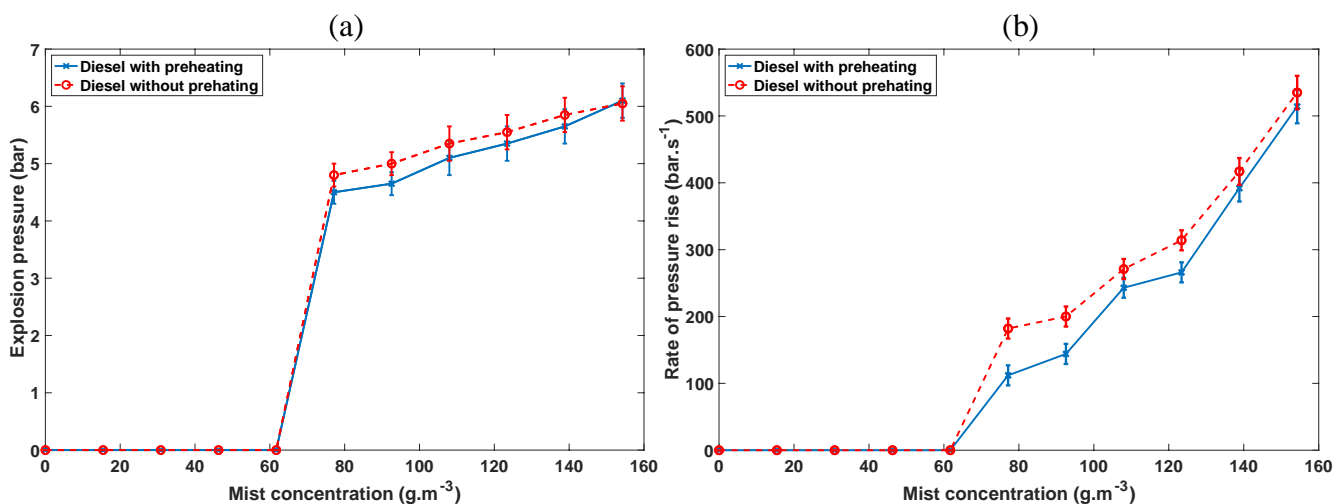 (a)
7
6
5
4
3
2
1
0
Explosion pressure (bar)
Diesel with preheating
Diesel without prehating
0 20 40 60 80 100 120 140 160
Mist concentration (g.m-3)
(b)
600
500
400
300
200
100
0
Rate of pressure rise (bar.s-1)
Diesel with preheating
Diesel without prehating
0 20 40 60 80 100 120 140 160
Mist concentration (g.m-3)